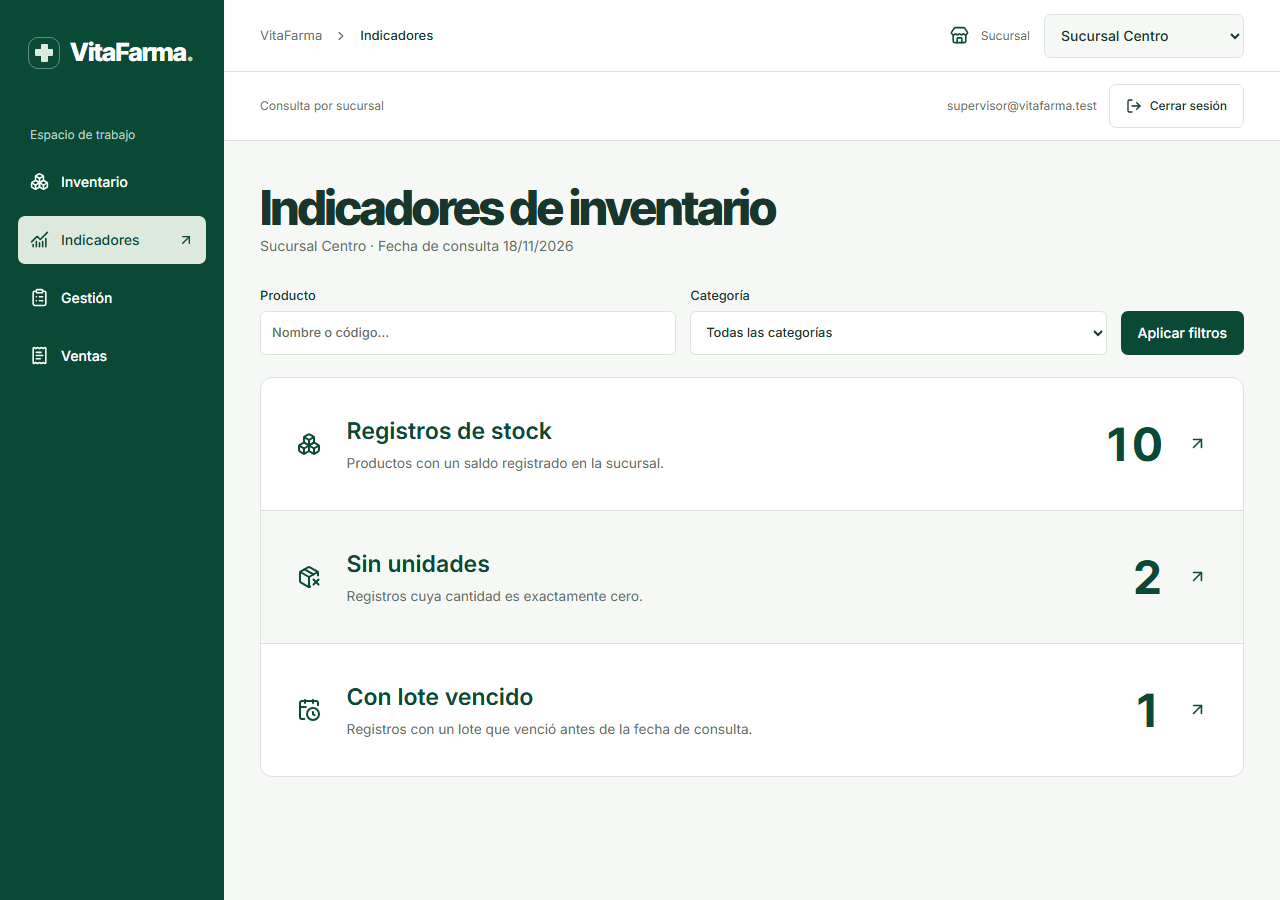 VitaFarma.
Espacio de trabajo
Inventario
Indicadores
Gestión
Ventas
VitaFarma > Indicadores
Sucursal
Sucursal Centro
Consulta por sucursal
supervisor@vitafarma.test
Cerrar sesión
Indicadores de inventario
Sucursal Centro · Fecha de consulta 18/11/2026
Producto
Categoría
Nombre o código...
Todas las categorías
Aplicar filtros
Registros de stock
Productos con un saldo registrado en la sucursal.
10
Sin unidades
Registros cuya cantidad es exactamente cero.
2
Con lote vencido
Registros con un lote que venció antes de la fecha de consulta.
1